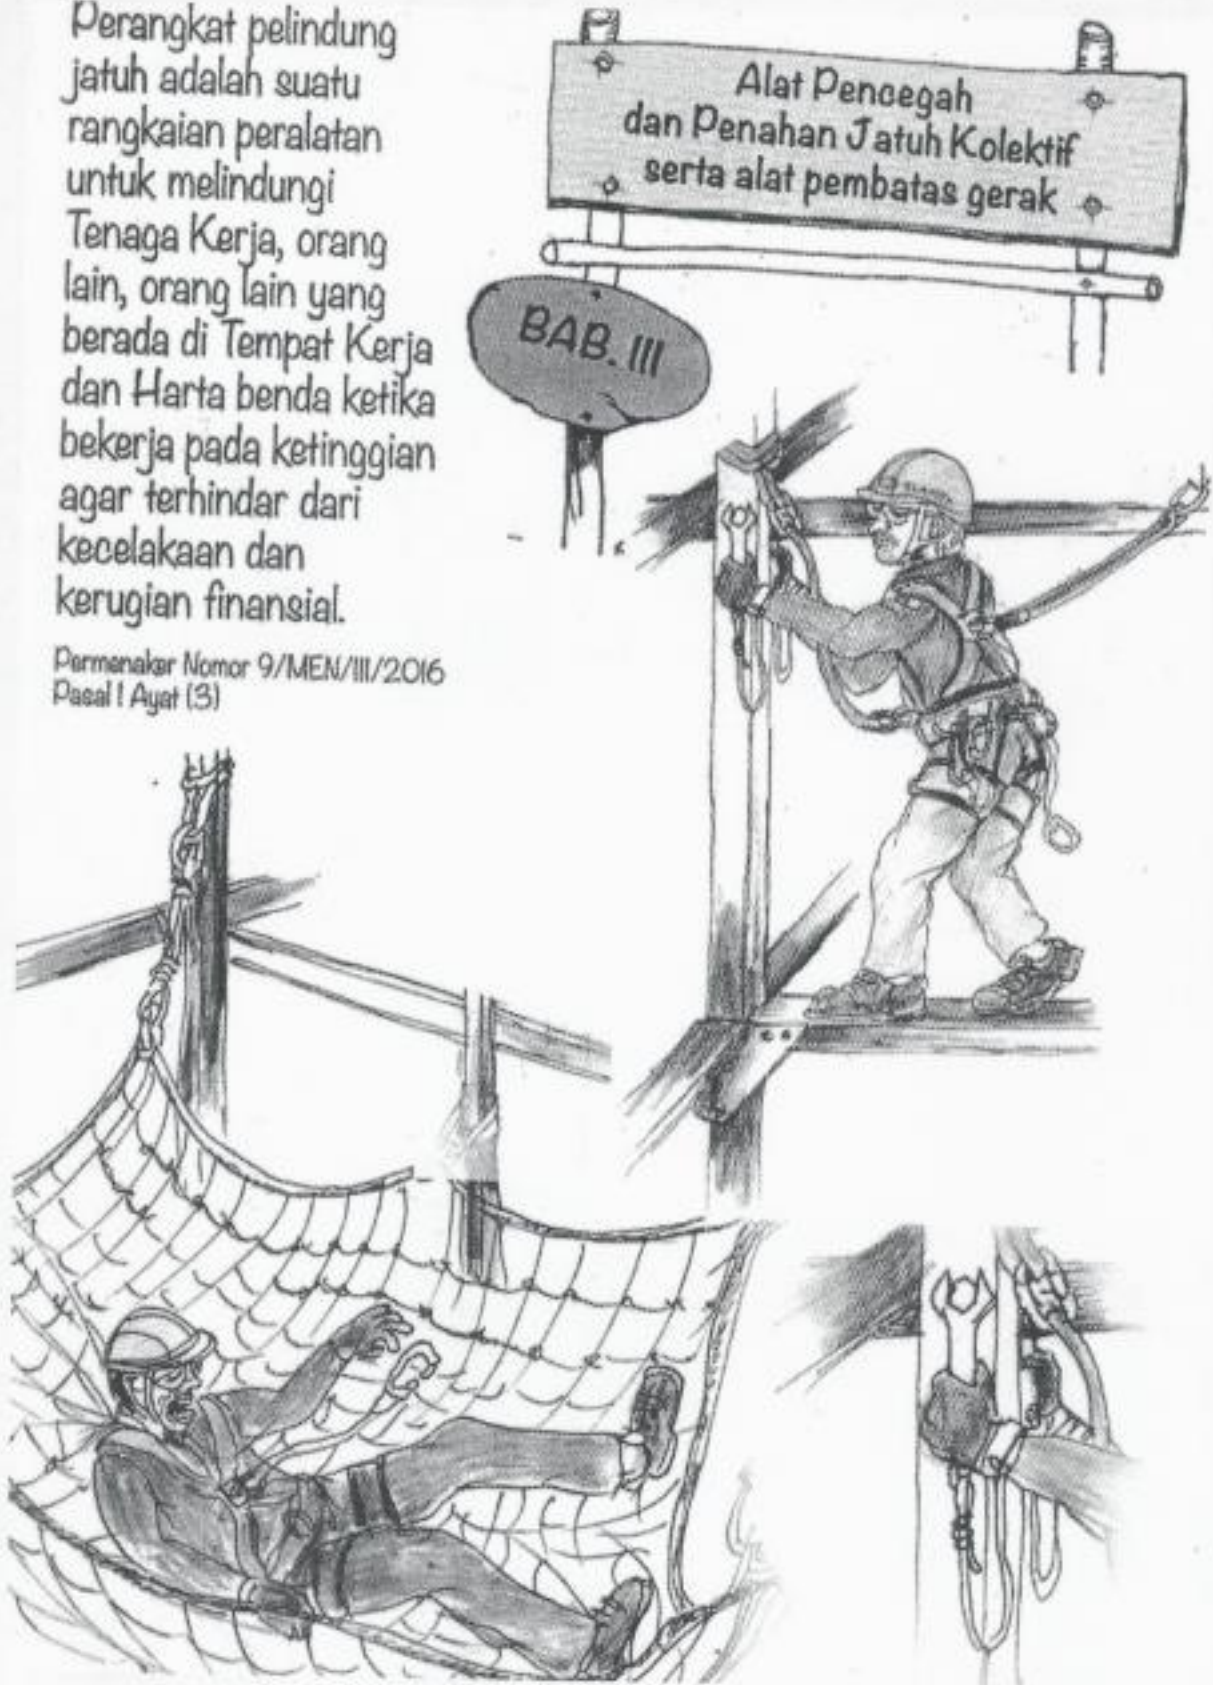 Perangkat pelindung
jatuh adalah suatu
rangkaian peralatan
untuk melindungi
Tenaga Kerja, orang
lain, orang lain yang
berada di Tempat Kerja
dan Harta benda ketika
bekerja pada ketinggian
agar terhindar dari
kecelakaan dan
kerugian finansial.
Permenaker Nomor 9/MEN/III/2016
Pasal 1 Ayat (3)
Alat Pencegah
dan Penahan Jatuh Kolektif
serta alat pembatas gerak
BAB. III